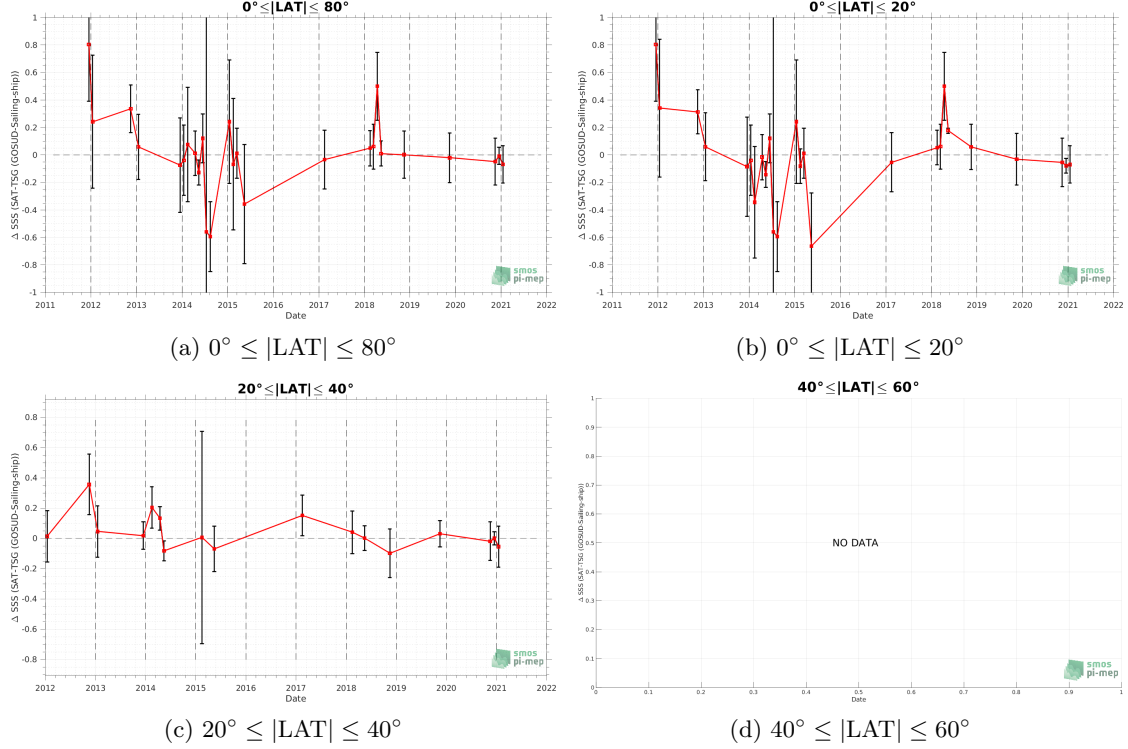 0°≤|LAT|≤ 80°
Δ SSS (SAT-TSG (GOSUD-Sailing-ship))
1
0.8
0.6
0.4
0.2
0
-0.2
-0.4
-0.6
-0.8
-1
2011 2012 2013 2014 2015 2016 2017 2018 2019 2020 2021 2022
Date
smos
pi-mep
(a) 0° ≤ |LAT| ≤ 80°
0°≤|LAT|≤ 20°
Δ SSS (SAT-TSG (GOSUD-Sailing-ship))
1
0.8
0.6
0.4
0.2
0
-0.2
-0.4
-0.6
-0.8
-1
2011 2012 2013 2014 2015 2016 2017 2018 2019 2020 2021 2022
Date
smos
pi-mep
(b) 0° ≤ |LAT| ≤ 20°
20°≤|LAT|≤ 40°
Δ SSS (SAT-TSG (GOSUD-Sailing-ship))
0.8
0.6
0.4
0.2
0
-0.2
-0.4
-0.6
-0.8
2012 2013 2014 2015 2016 2017 2018 2019 2020 2021 2022
Date
smos
pi-mep
(c) 20° ≤ |LAT| ≤ 40°
40°≤|LAT|≤ 60°
Δ SSS (SAT-TSG (GOSUD-Sailing-ship))
1
0.9
0.8
0.7
0.6
0.5
0.4
0.3
0.2
0.1
0
NO DATA
0 0.1 0.2 0.3 0.4 0.5 0.6 0.7 0.8 0.9 1
Date
smos
pi-mep
(d) 40° ≤ |LAT| ≤ 60°